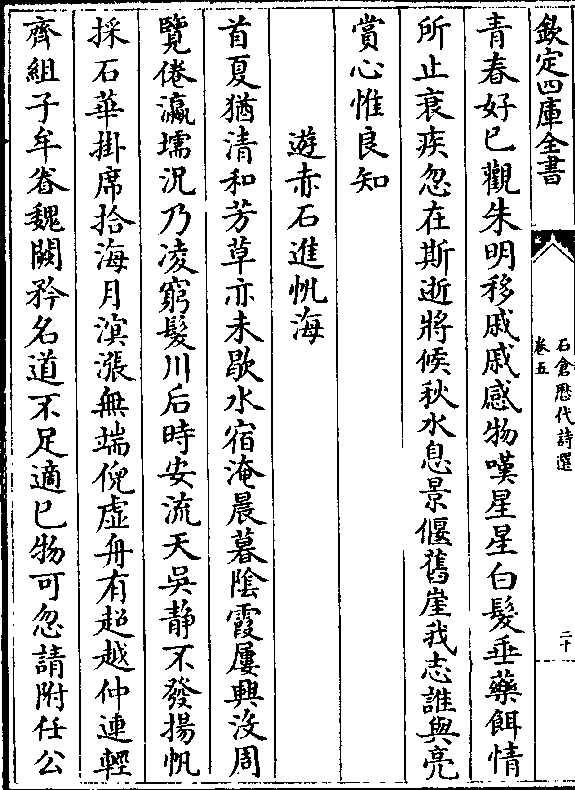 欽定四庫全書
石倉歴代詩選
卷五
二十
青春好已觀朱明移戚戚感物嘆星星白髮垂藥餌情
所止衰疾忽在斯逝將候秋水息景偃舊崖我志誰與亮
賞心惟良知
遊赤石進帆海
首夏猶清和芳草亦未歇水宿淹晨暮陰霞屢興沒周
覽倦瀛壖況乃凌窮髮川后時安流天吳静不發揚帆
採石華掛席拾海月溟漲無端倪虛舟有超越仲連輕
齊組子牟眷魏闕矜名道不足適已物可忽請附任公